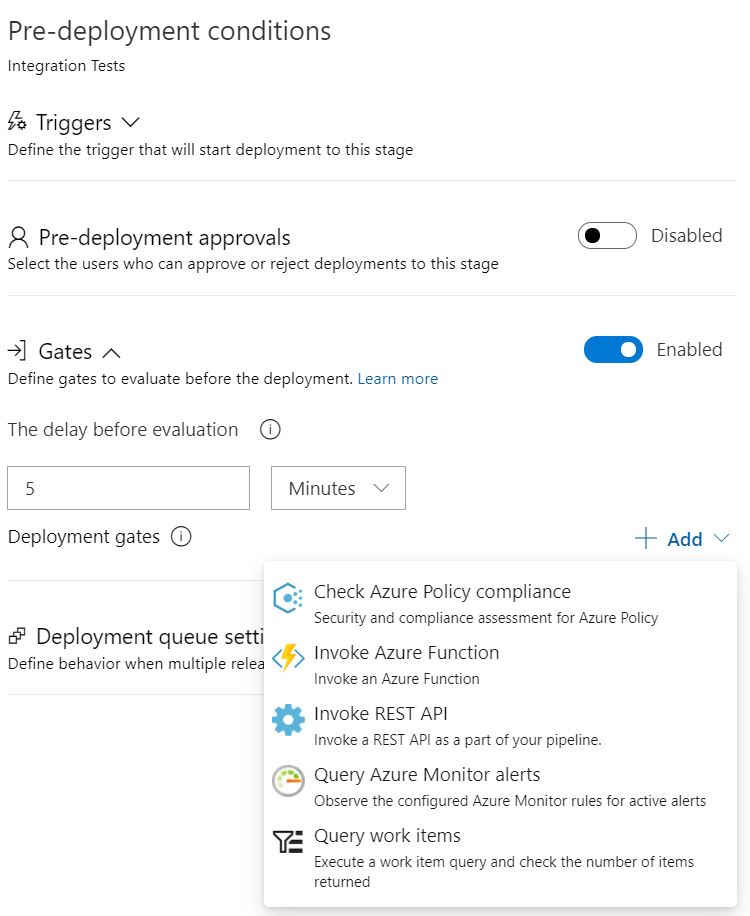 Pre-deployment conditions
Integration Tests
Triggers
Define the trigger that will start deployment to this stage
Pre-deployment approvals
Disabled
Select the users who can approve or reject deployments to this stage
Gates
Enabled
Define gates to evaluate before the deployment. Learn more
The delay before evaluation
5
Minutes
Deployment gates
Add
Check Azure Policy compliance
Security and compliance assessment for Azure Policy
Deployment queue setti
Define behavior when multiple relea
Invoke Azure Function
Invoke an Azure Function
Invoke REST API
Invoke a REST API as a part of your pipeline.
Query Azure Monitor alerts
Observe the configured Azure Monitor rules for active alerts
Query work items
Execute a work item query and check the number of items
returned